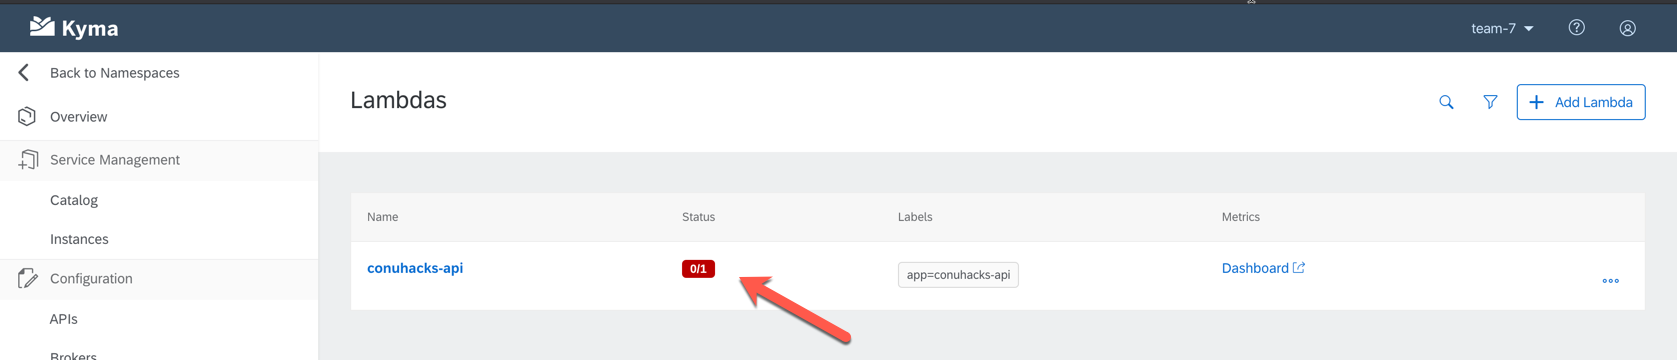 Kyma
team-7
Back to Namespaces
Overview
Service Management
Catalog
Instances
Configuration
APIs
Brokers
Lambdas
Add Lambda
Name Status Labels Metrics
conuhacks-api 0/1 app=conuhacks-api Dashboard